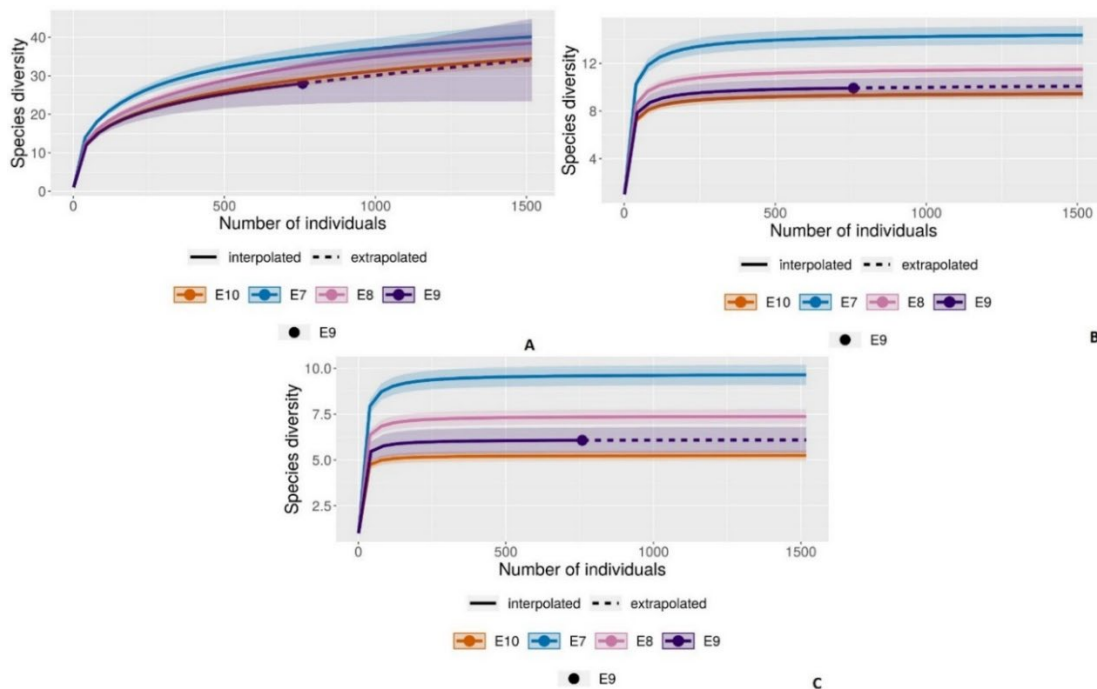 Species diversity
40
30
20
10
0
0 500 1000 1500
Number of individuals
interpolated extrapolated
E10 E7 E8 E9
E9
A
Species diversity
12
8
4
0 500 1000 1500
Number of individuals
interpolated extrapolated
E10 E7 E8 E9
E9
B
Species diversity
10.0
7.5
5.0
2.5
0 500 1000 1500
Number of individuals
interpolated extrapolated
E10 E7 E8 E9
E9
C